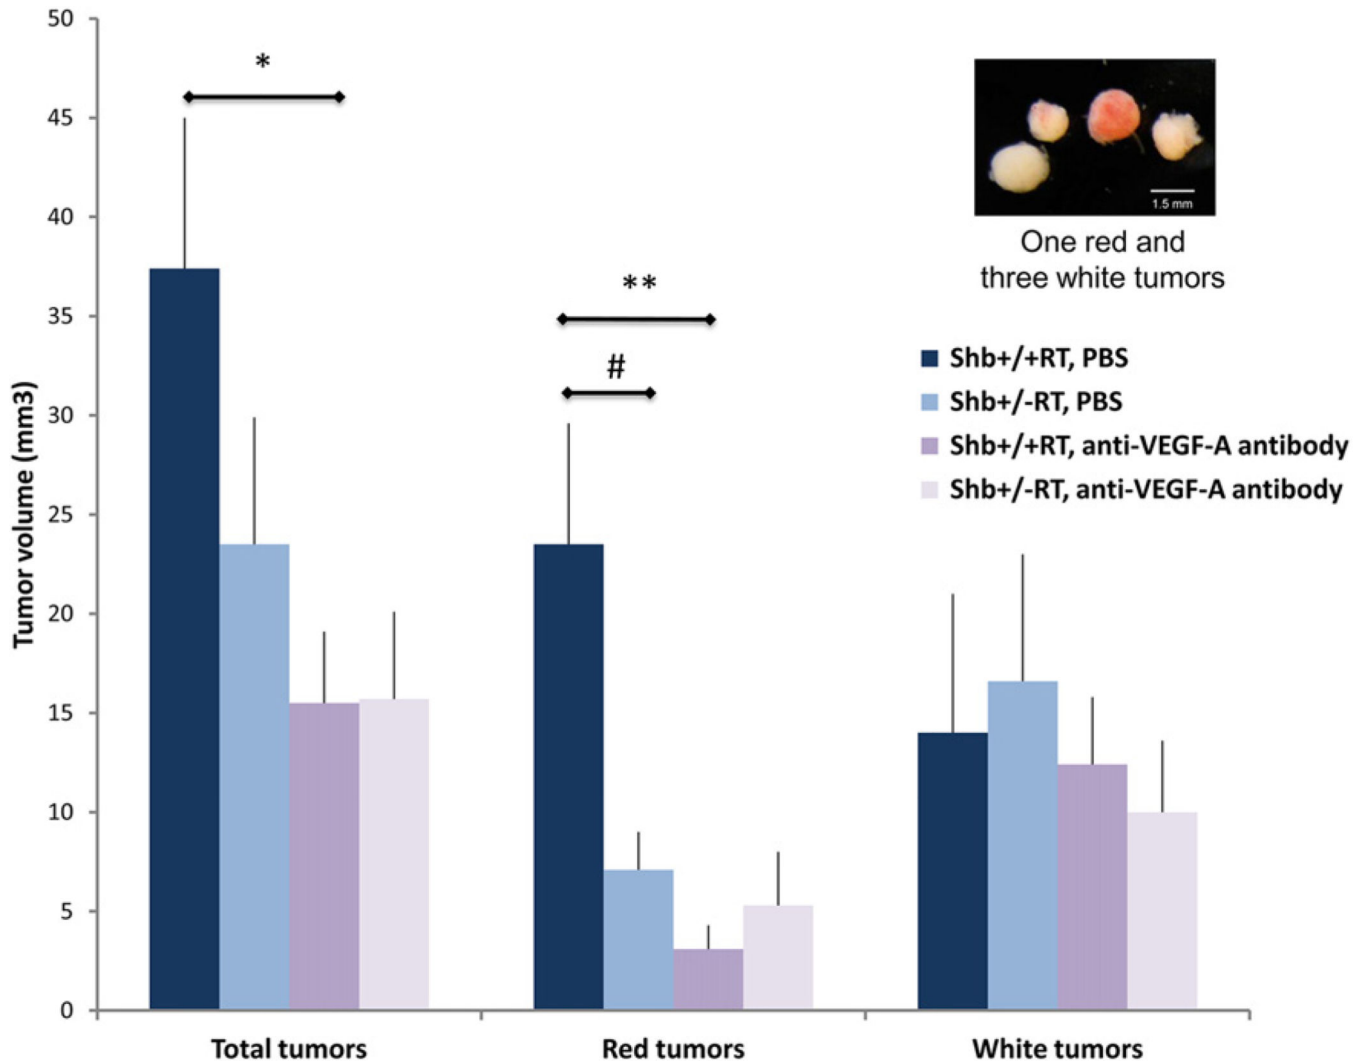 50
45
40
35
30
25
20
15
10
5
0
Tumor volume (mm3)
*
**
#
1.5 mm
One red and
three white tumors
Shb+/+RT, PBS
Shb+/-RT, PBS
Shb+/+RT, anti-VEGF-A antibody
Shb+/-RT, anti-VEGF-A antibody
Total tumors
Red tumors
White tumors